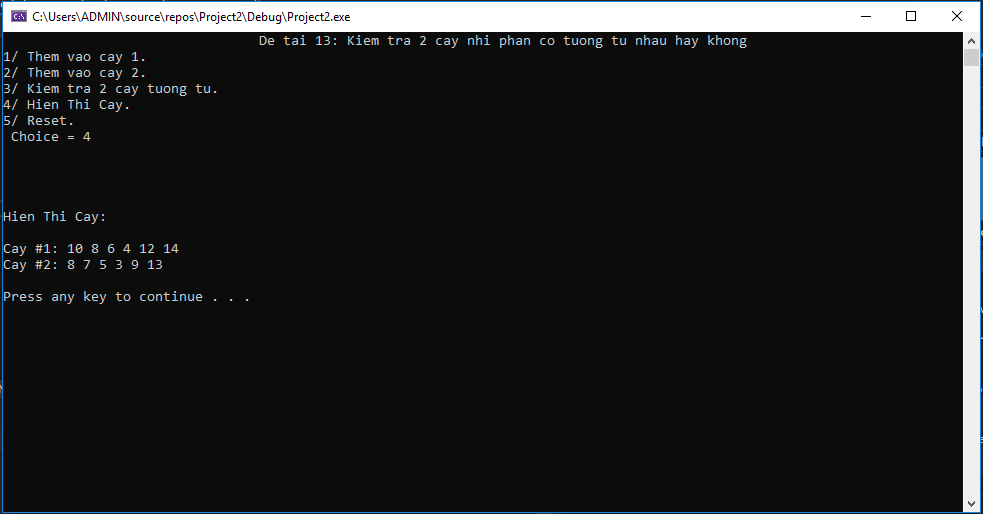 C:\Users\ADMIN\source\repos\Project2\Debug\Project2.exe
De tai 13: Kiem tra 2 cay nhi phan co tuong tu nhau hay khong
1/ Them vao cay 1.
2/ Them vao cay 2.
3/ Kiem tra 2 cay tuong tu.
4/ Hien Thi Cay.
5/ Reset.
Choice = 4
Hien Thi Cay:
Cay #1: 10 8 6 4 12 14
Cay #2: 8 7 5 3 9 13
Press any key to continue . . .